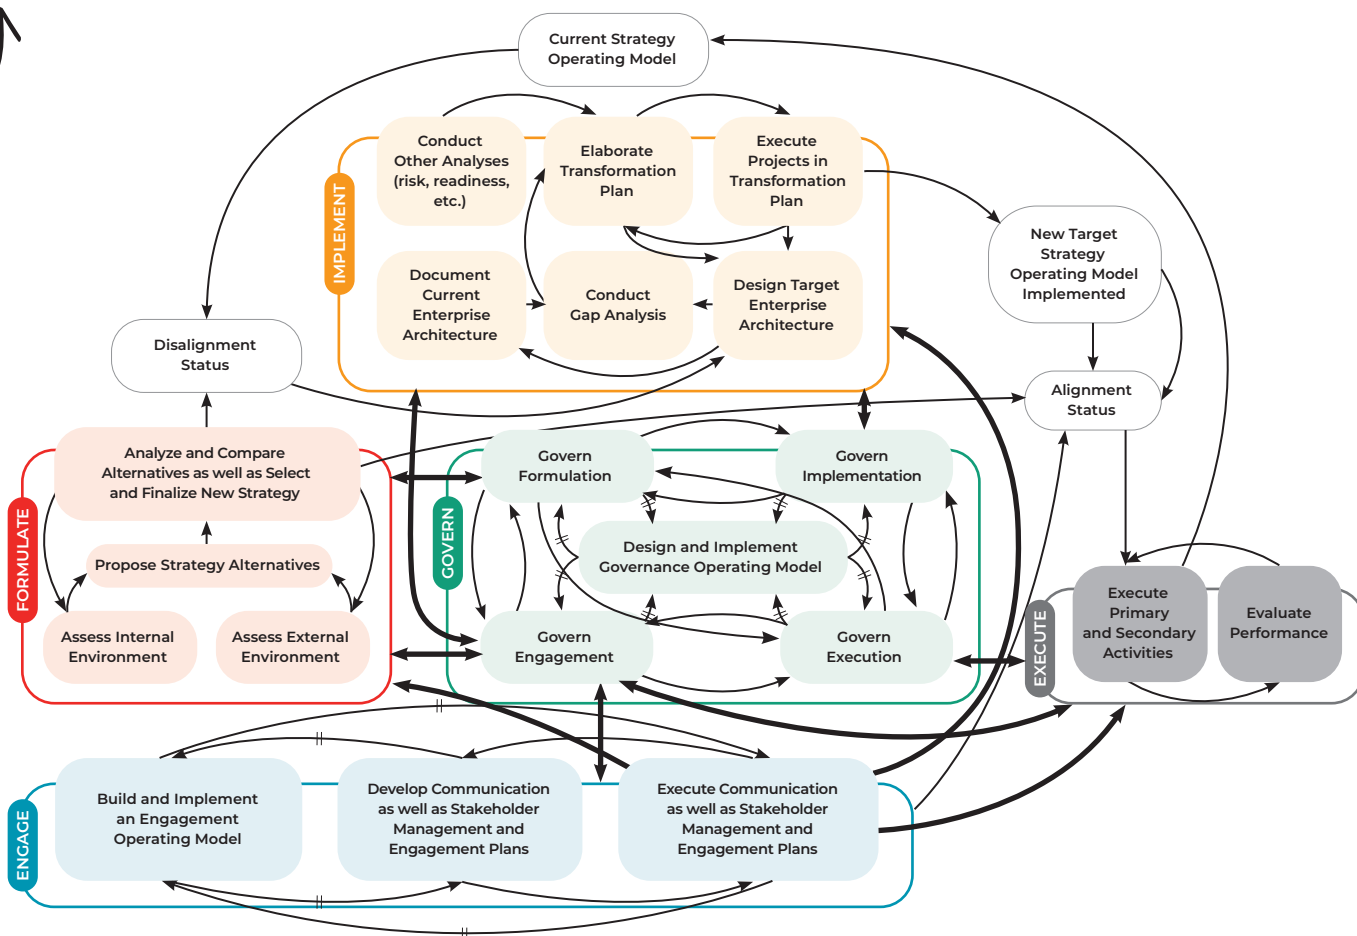 Current Strategy
Operating Model
Conduct
Other Analyses
(risk, readiness,
etc.)
Elaborate
Transformation
Plan
Execute
Projects in
Transformation
Plan
IMPLEMENT
Document
Current
Enterprise
Architecture
Conduct
Gap Analysis
Design Target
Enterprise
Architecture
New Target
Strategy
Operating Model
Implemented
Disalignment
Status
Alignment
Status
FORMULATE
Analyze and Compare
Alternatives as well as Select
and Finalize New Strategy
Propose Strategy Alternatives
Assess Internal
Environment
Assess External
Environment
GOVERN
Govern
Formulation
Govern
Implementation
Design and Implement
Governance Operating Model
Govern
Engagement
Govern
Execution
EXECUTE
Execute
Primary
and Secondary
Activities
Evaluate
Performance
ENGAGE
Build and Implement
an Engagement
Operating Model
Develop Communication
as well as Stakeholder
Management and
Engagement Plans
Execute Communication
as well as Stakeholder
Management and
Engagement Plans